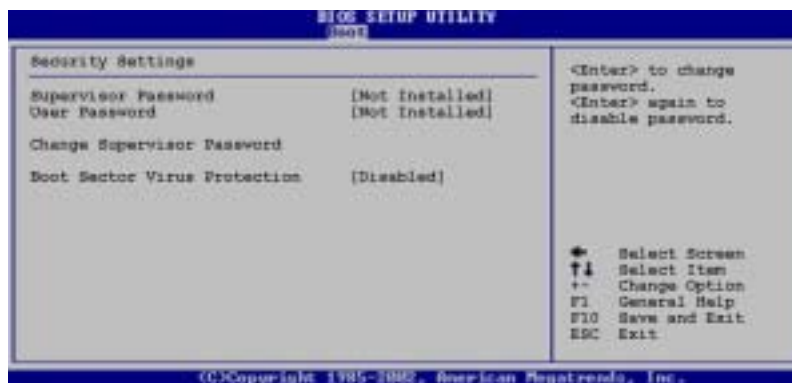 BIOS SETUP UTILITY
Boot
Security Settings
Supervisor Password [Not Installed]
User Password [Not Installed]
Change Supervisor Password
Boot Sector Virus Protection [Disabled]
<Enter> to change
password.
<Enter> again to
disable password.
← Select Screen
↑↓ Select Item
+- Change Option
F1 General Help
F10 Save and Exit
ESC Exit
(C)Copyright 1985-2002, American Megatrends, Inc.